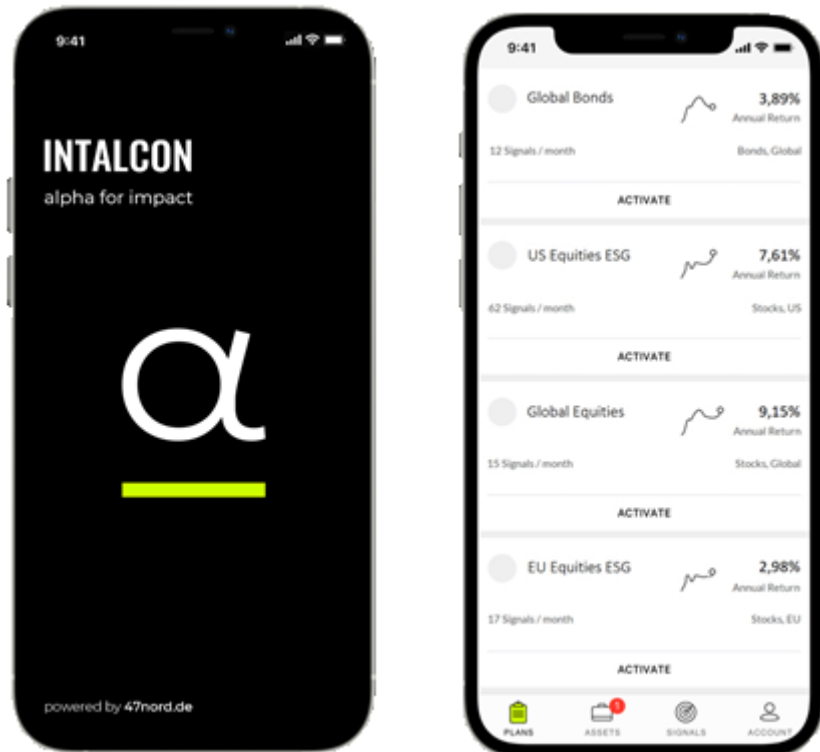 9:41
INTALCON
alpha for impact
α
powered by 47nord.de
9:41
Global Bonds
3,89%
Annual Return
12 Signals / month
Bonds, Global
ACTIVATE
US Equities ESG
7,61%
Annual Return
62 Signals / month
Stocks, US
ACTIVATE
Global Equities
9,15%
Annual Return
15 Signals / month
Stocks, Global
ACTIVATE
EU Equities ESG
2,98%
Annual Return
17 Signals / month
Stocks, EU
ACTIVATE
PLANS
ASSETS
SIGNALS
ACCOUNT